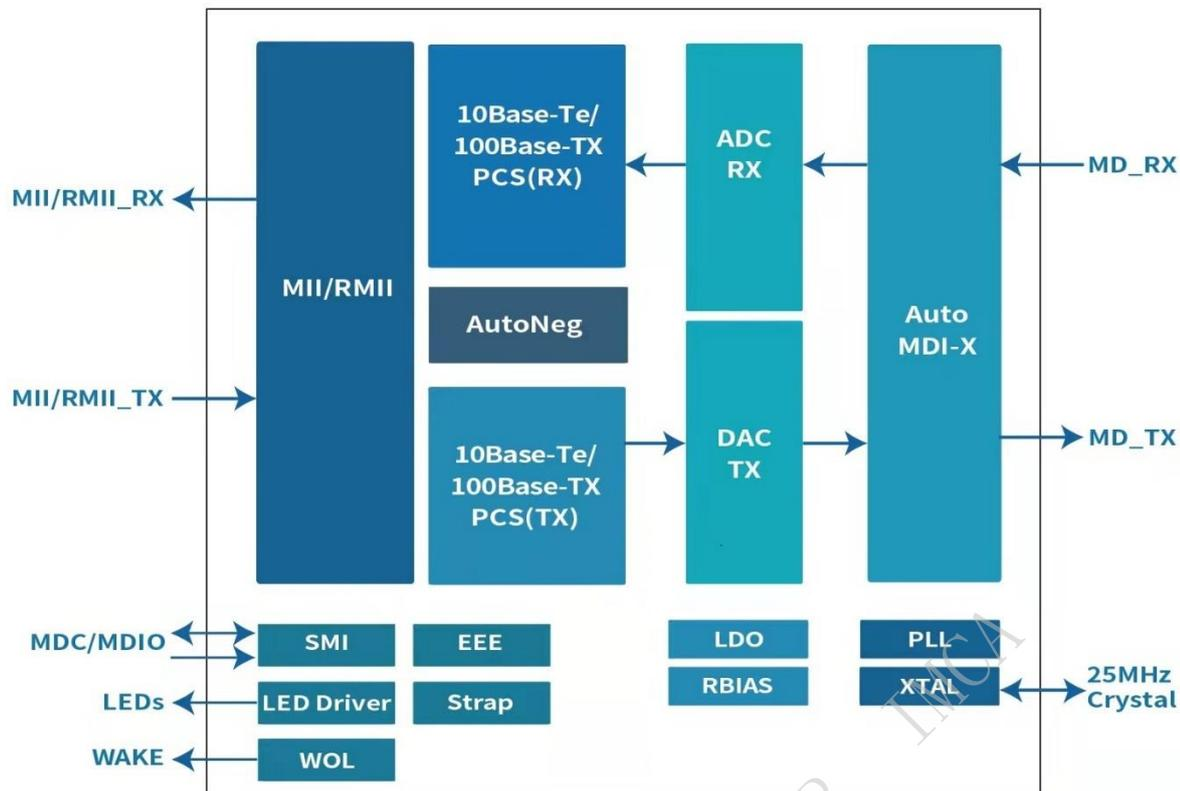 10Base-Te/
100Base-TX
PCS(RX)
ADC
RX
MD_RX
MII/RMII_RX
MII/RMII
AutoNeg
Auto
MDI-X
MII/RMII_TX
10Base-Te/
100Base-TX
PCS(TX)
DAC
TX
MD_TX
MDC/MDIO
SMI
EEE
LDO
PLL
LEDs
LED Driver
Strap
RBIAS
XTAL
25MHz
Crystal
WAKE
WOL
IMCA